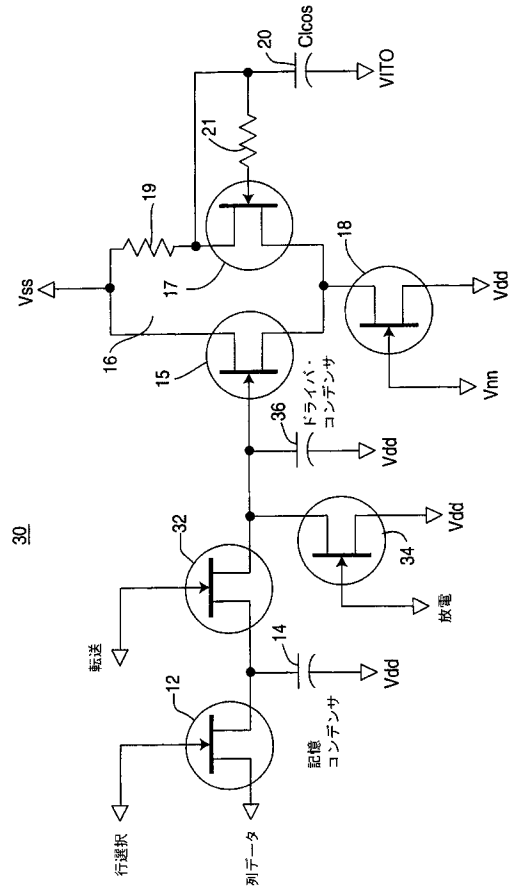 30
行選択
列データ
12
記憶
コンデンサ
14
Vdd
転送
32
放電
34
Vdd
36
ドライバ・
コンデンサ
Vdd
15
16
Vss
19
17
21
20
Clcos
VITO
18
Vnn
Vdd